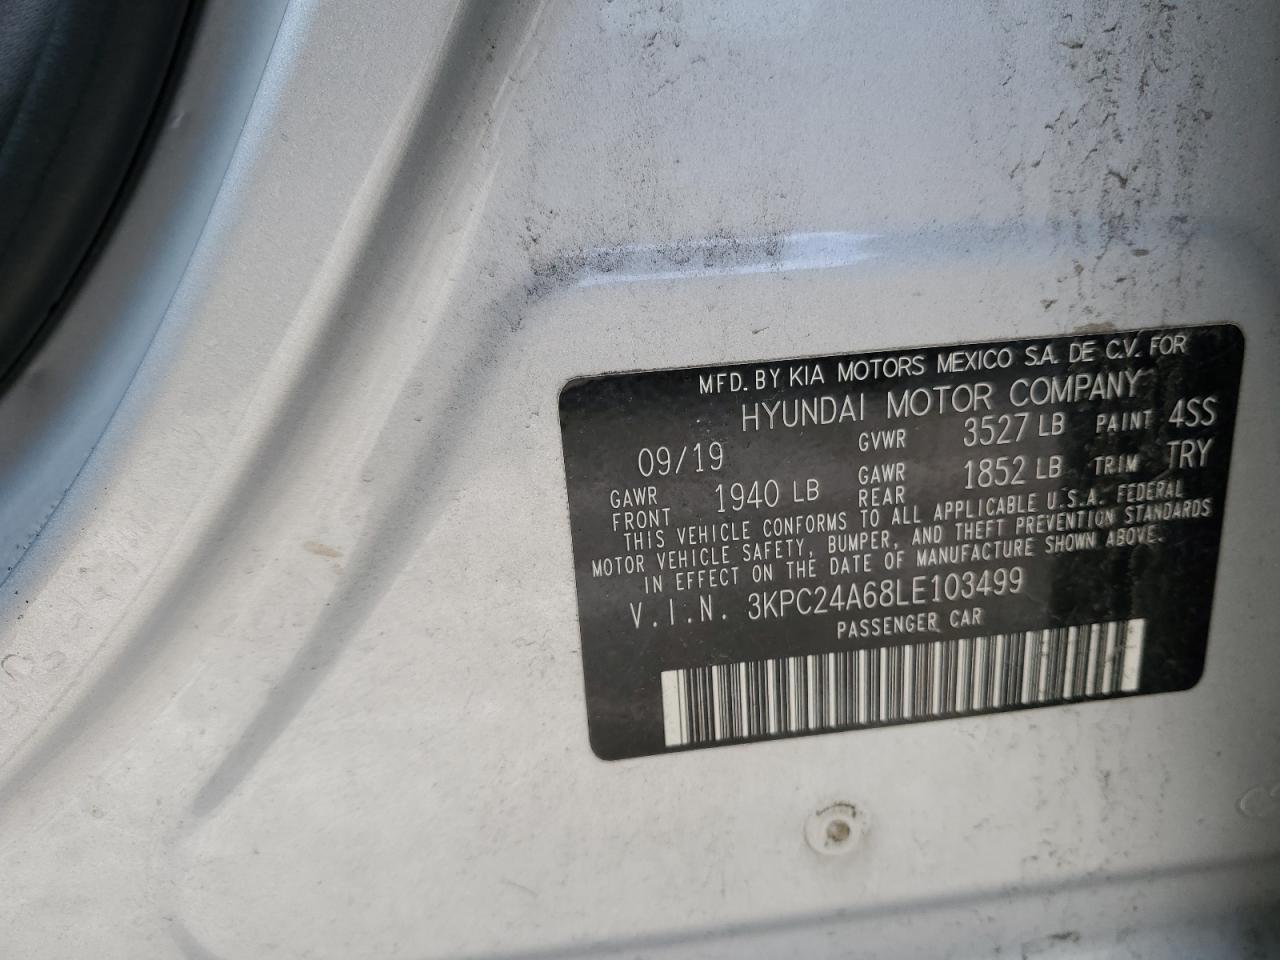 MFD. BY KIA MOTORS MEXICO S.A. DE C.V. FOR
HYUNDAI MOTOR COMPANY
09/19 GVWR 3527 LB PAINT 4SS
GAWR FRONT 1940 LB GAWR REAR 1852 LB TRIM TRY
THIS VEHICLE CONFORMS TO ALL APPLICABLE U.S.A. FEDERAL
MOTOR VEHICLE SAFETY, BUMPER, AND THEFT PREVENTION STANDARDS
IN EFFECT ON THE DATE OF MANUFACTURE SHOWN ABOVE.
V.I.N. 3KPC24A68LE103499
PASSENGER CAR